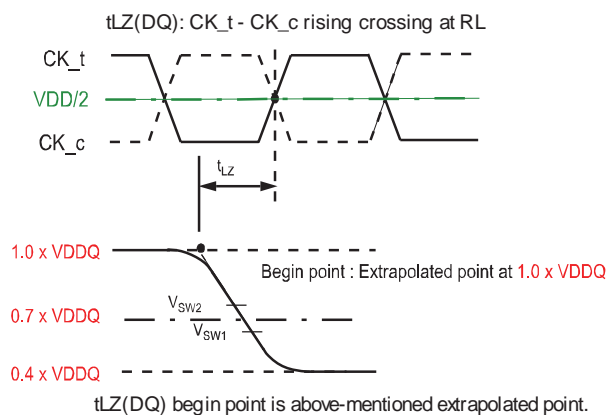 tLZ(DQ): CK_t - CK_c rising crossing at RL
CK_t
VDD/2
CK_c
tLZ
1.0 x VDDQ
Begin point : Extrapolated point at 1.0 x VDDQ
VSW2
0.7 x VDDQ
VSW1
0.4 x VDDQ
tLZ(DQ) begin point is above-mentioned extrapolated point.